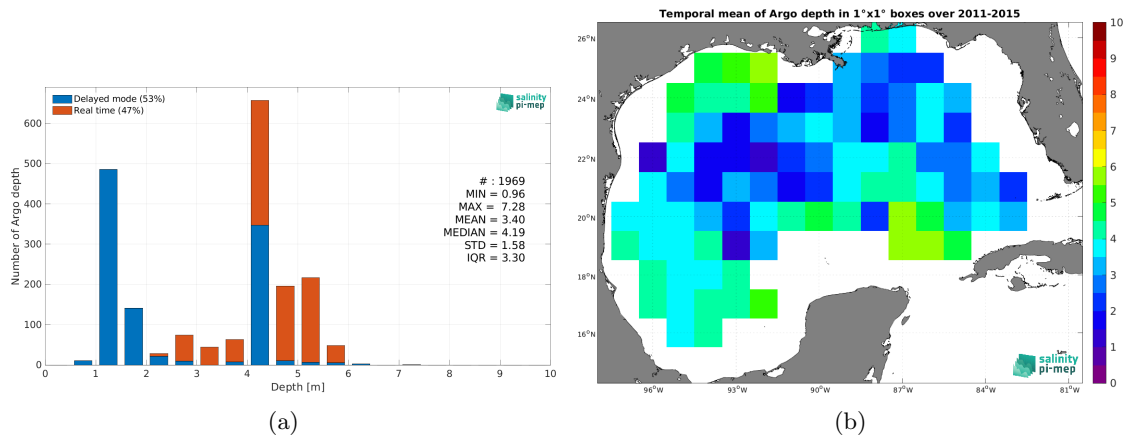 Temporal mean of Argo depth in 1°x1° boxes over 2011-2015
Delayed mode (53%)
Real time (47%)
salinity
pi-mep
# : 1969
MIN = 0.96
MAX = 7.28
MEAN = 3.40
MEDIAN = 4.19
STD = 1.58
IQR = 3.30
Number of Argo depth
600
500
400
300
200
100
0
0 1 2 3 4 5 6 7 8 9 10
Depth [m]
(a)
26°N
24°N
22°N
20°N
18°N
16°N
96°W 93°W 90°W 87°W 84°W 81°W
salinity
pi-mep
10
9
8
7
6
5
4
3
2
1
0
(b)